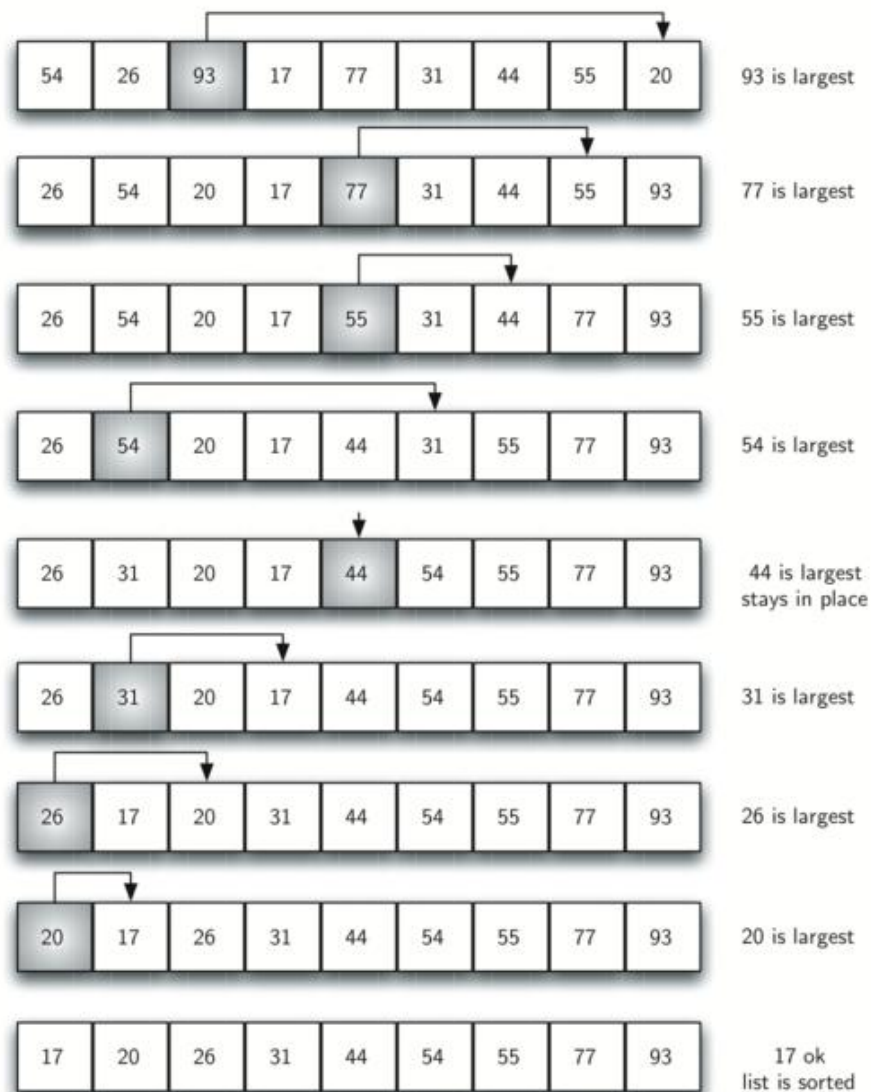 54 26 93 17 77 31 44 55 20 93 is largest
26 54 20 17 77 31 44 55 93 77 is largest
26 54 20 17 55 31 44 77 93 55 is largest
26 54 20 17 44 31 55 77 93 54 is largest
26 31 20 17 44 54 55 77 93 44 is largest
stays in place
26 31 20 17 44 54 55 77 93 31 is largest
26 17 20 31 44 54 55 77 93 26 is largest
20 17 26 31 44 54 55 77 93 20 is largest
17 20 26 31 44 54 55 77 93 17 ok
list is sorted